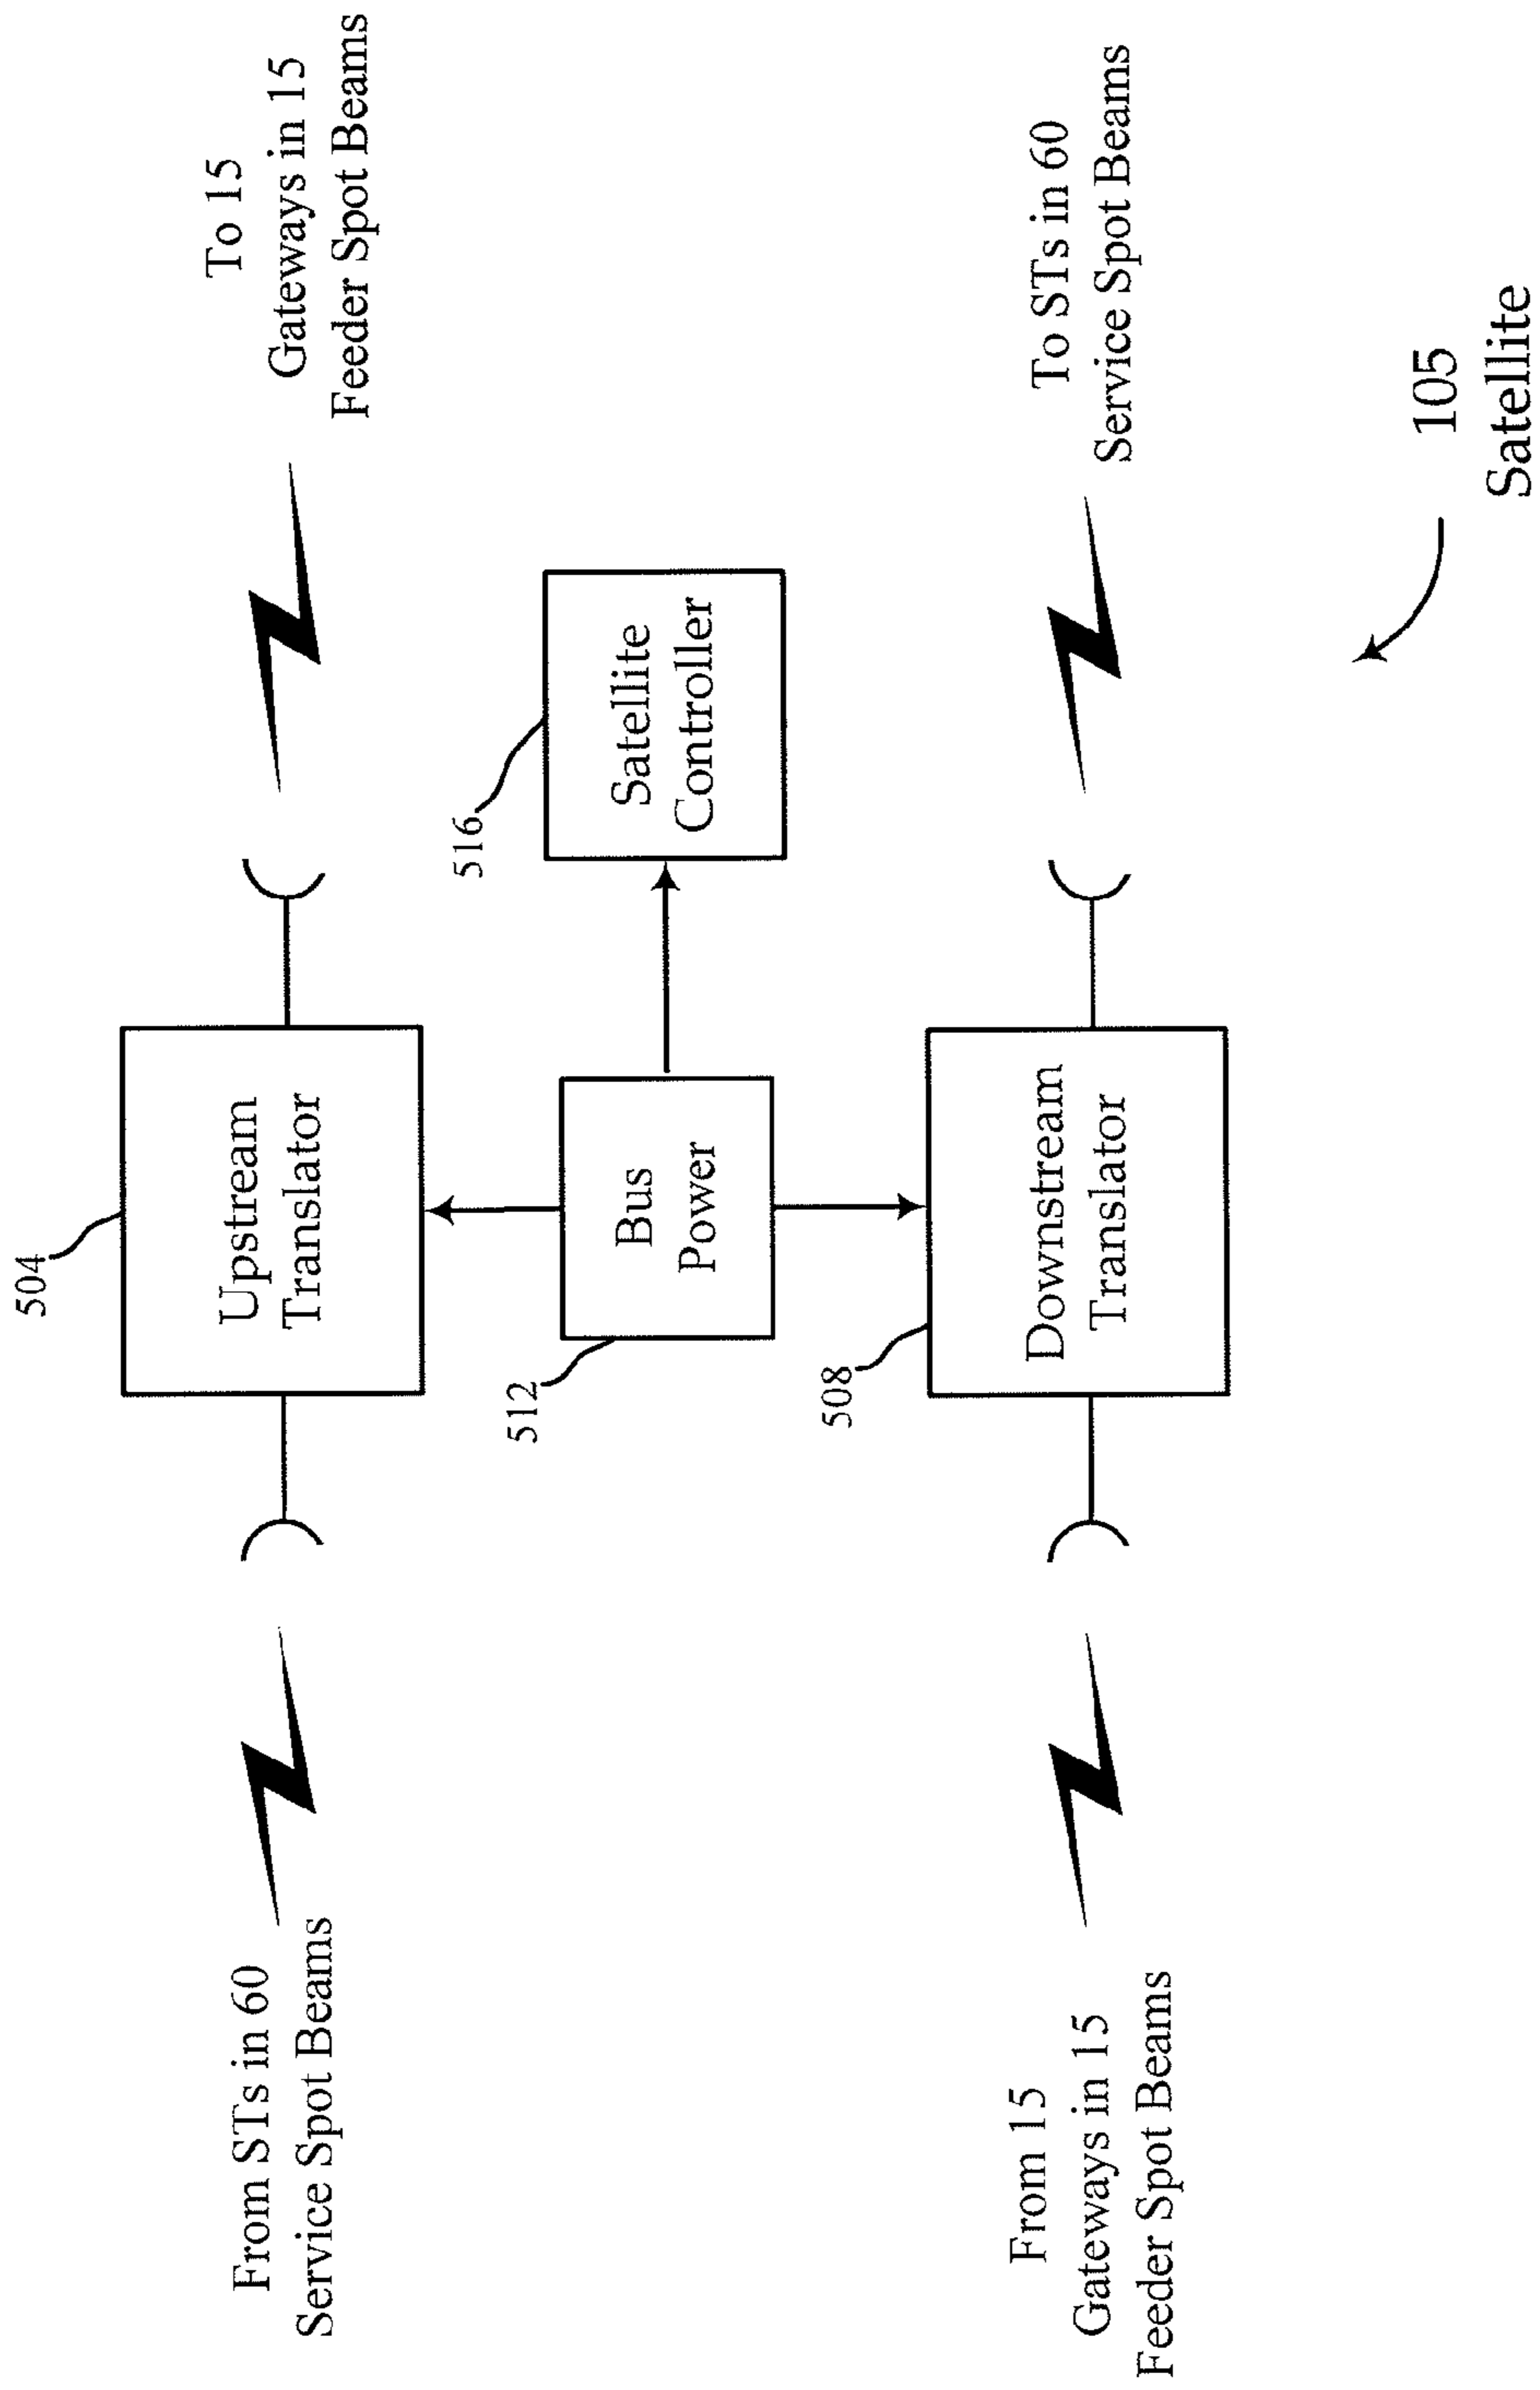 504
From STs in 60
Service Spot Beams
Upstream
Translator
To 15
Gateways in 15
Feeder Spot Beams
512
Bus
Power
516
Satellite
Controller
508
From 15
Gateways in 15
Feeder Spot Beams
Downstream
Translator
To STs in 60
Service Spot Beams
105
Satellite